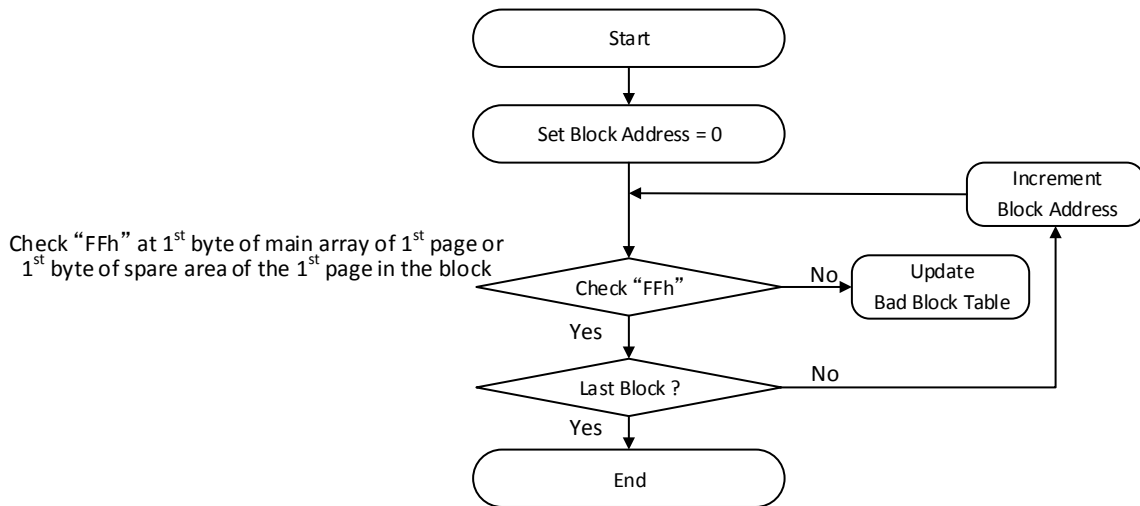 Start
Set Block Address = 0
Increment
Block Address
Check “FFh” at 1st byte of main array of 1st page or
1st byte of spare area of the 1st page in the block
Check “FFh”
No
Update
Bad Block Table
Yes
Last Block ?
No
Yes
End